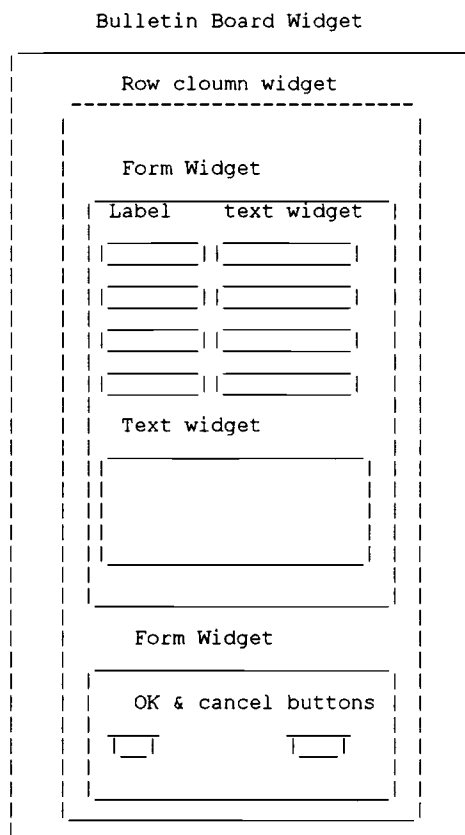 Bulletin Board Widget
Row cloumn widget
Form Widget
Label text widget
Text widget
Form Widget
OK & cancel buttons